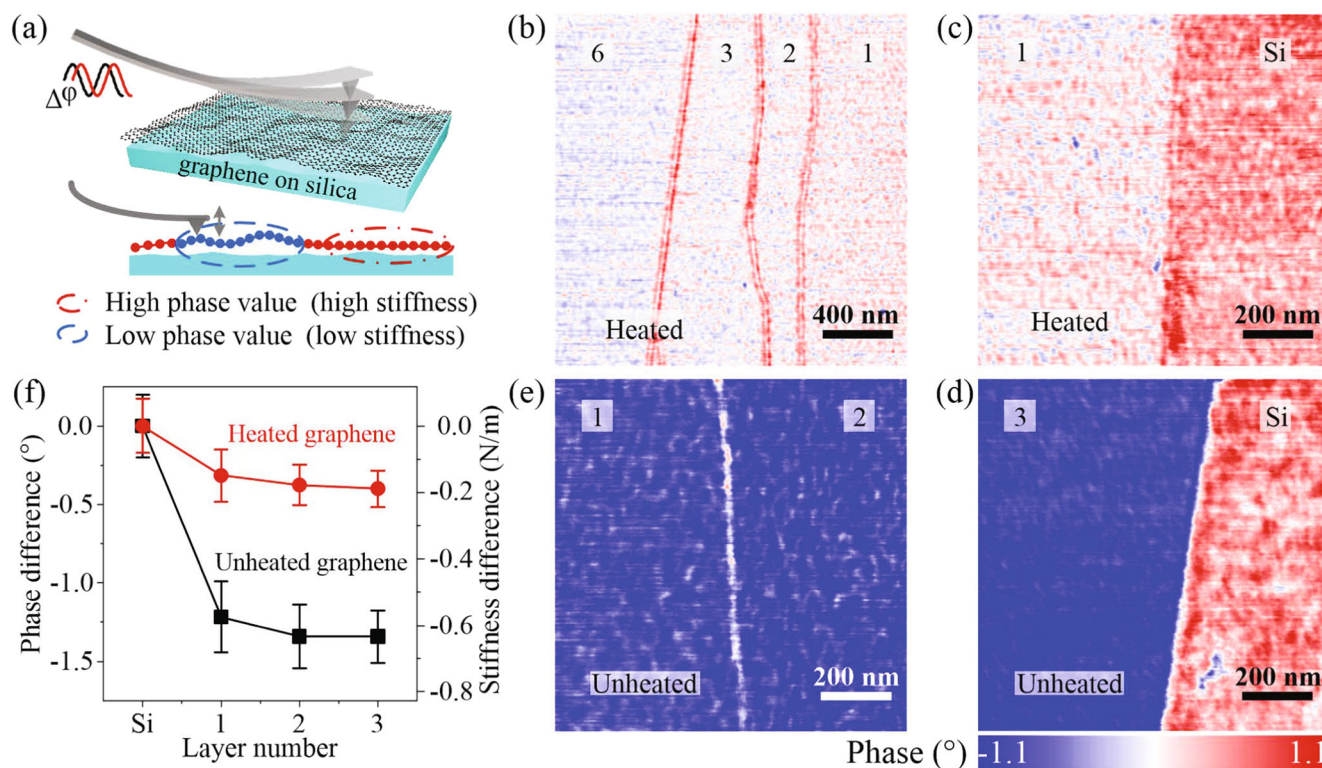 (a)
Δφ
graphene on silica
High phase value (high stiffness)
Low phase value (low stiffness)
(b)
6
3
2
1
Heated
400 nm
(c)
1
Si
Heated
200 nm
(f)
Phase difference (°)
0.0
-0.5
-1.0
-1.5
Heated graphene
Unheated graphene
0.0
-0.2
-0.4
-0.6
-0.8
Stiffness difference (N/m)
Si
1
2
3
Layer number
(e)
1
2
Unheated
200 nm
(d)
3
Si
Unheated
200 nm
Phase (°)
-1.1
1.1